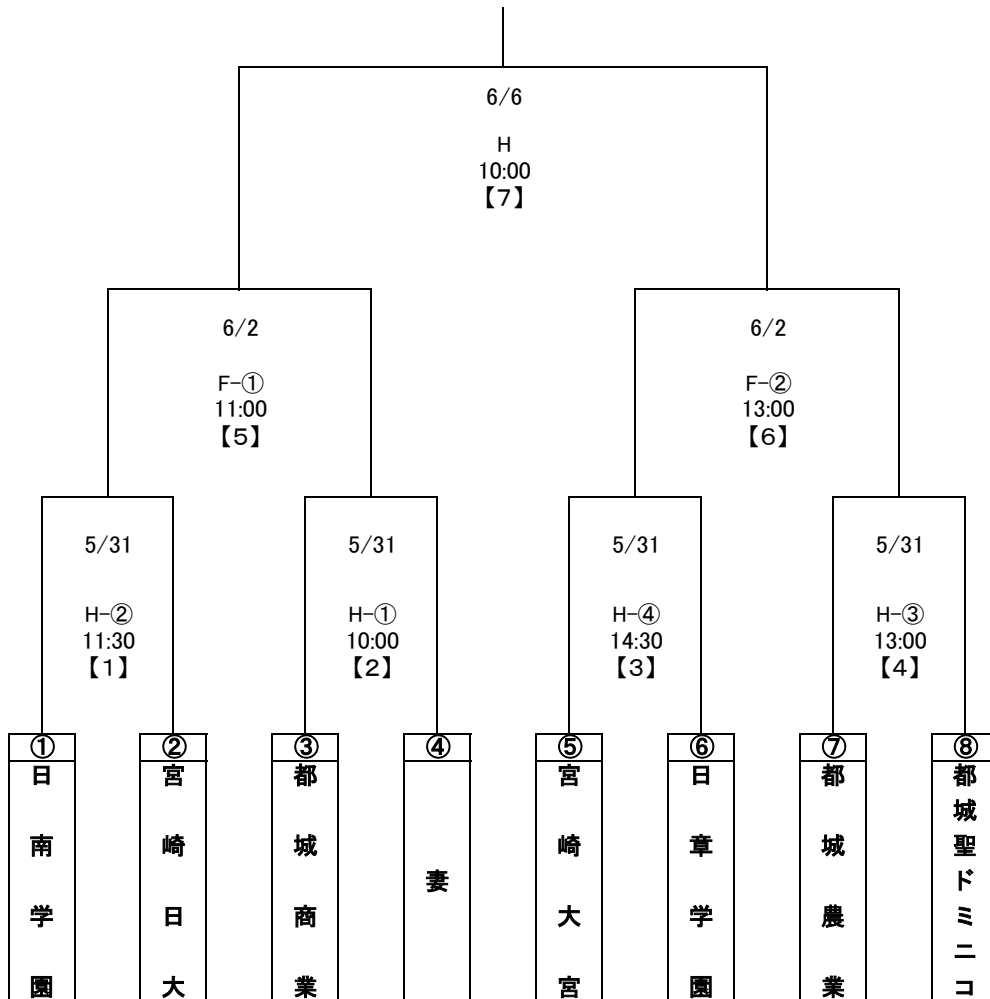 6/6
H
10:00
【7】
6/2
F-①
11:00
【5】
6/2
F-②
13:00
【6】
5/31
H-②
11:30
【1】
5/31
H-①
10:00
【2】
5/31
H-④
14:30
【3】
5/31
H-③
13:00
【4】
①
日南学園
②
宮崎日大
③
都城商業
④
妻
⑤
宮崎大宮
⑥
日章学園
⑦
都城農業
⑧
都城聖ドミニコ